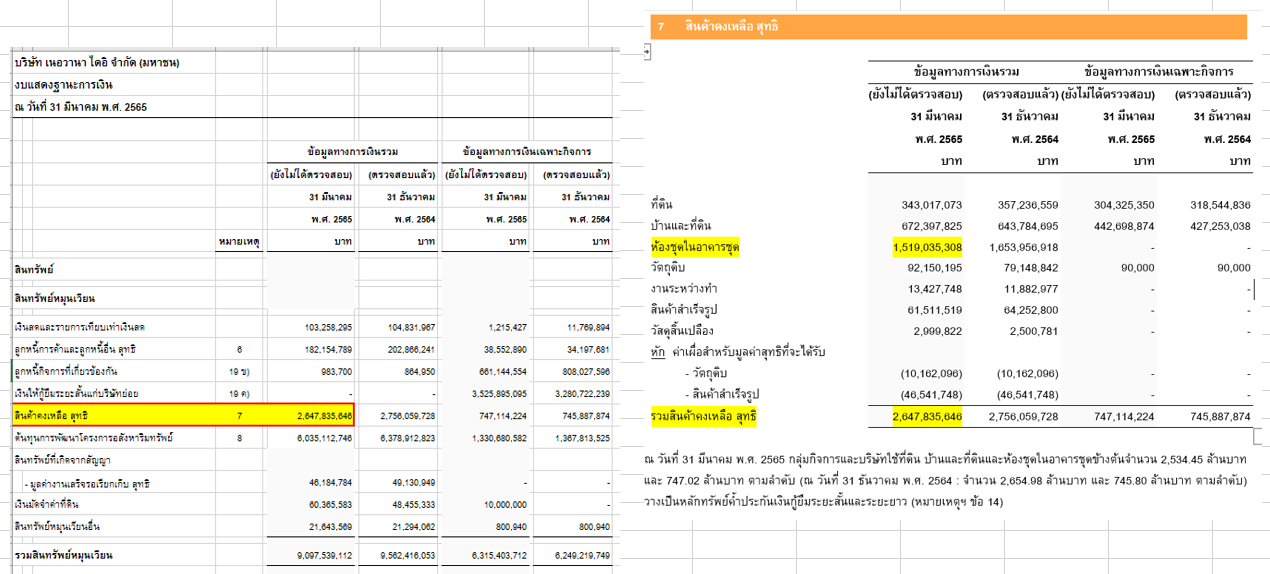 บริษัท เนอวานา ไดอิ จำกัด (มหาชน)
งบแสดงฐานะการเงิน
ณ วันที่ 31 มีนาคม พ.ศ. 2565
ข้อมูลทางการเงินรวม ข้อมูลทางการเงินเฉพาะกิจการ
(ยังไม่ได้ตรวจสอบ) (ตรวจสอบแล้ว) (ยังไม่ได้ตรวจสอบ) (ตรวจสอบแล้ว)
31 มีนาคม 31 ธันวาคม 31 มีนาคม 31 ธันวาคม
พ.ศ. 2565 พ.ศ. 2564 พ.ศ. 2565 พ.ศ. 2564
หมายเหตุ บาท บาท บาท บาท
สินทรัพย์
สินทรัพย์หมุนเวียน
เงินสดและรายการเทียบเท่าเงินสด 103,258,295 104,831,967 1,215,427 11,769,894
ลูกหนี้การค้าและลูกหนี้อื่น สุทธิ 6 182,154,789 202,866,241 38,552,890 34,197,681
ลูกหนี้กิจการที่เกี่ยวข้องกัน 19 ข) 983,700 864,950 661,144,554 808,027,596
เงินให้กู้ยืมระยะสั้นแก่บริษัทย่อย 19 ค) - - 3,525,895,095 3,280,722,239
สินค้าคงเหลือ สุทธิ 7 2,647,835,646 2,756,059,728 747,114,224 745,887,874
ต้นทุนการพัฒนาโครงการอสังหาริมทรัพย์ 8 6,035,112,746 6,378,912,823 1,330,680,582 1,367,813,525
สินทรัพย์ที่เกิดจากสัญญา
- มูลค่างานเสร็จรอเรียกเก็บ สุทธิ 46,184,784 49,130,949 - -
เงินมัดจำค่าที่ดิน 60,365,583 48,455,333 10,000,000 -
สินทรัพย์หมุนเวียนอื่น 21,643,569 21,294,062 800,940 800,940
รวมสินทรัพย์หมุนเวียน 9,097,539,112 9,562,416,053 6,315,403,712 6,249,219,749
7 สินค้าคงเหลือ สุทธิ
ข้อมูลทางการเงินรวม ข้อมูลทางการเงินเฉพาะกิจการ
(ยังไม่ได้ตรวจสอบ) (ตรวจสอบแล้ว) (ยังไม่ได้ตรวจสอบ) (ตรวจสอบแล้ว)
31 มีนาคม 31 ธันวาคม 31 มีนาคม 31 ธันวาคม
พ.ศ. 2565 พ.ศ. 2564 พ.ศ. 2565 พ.ศ. 2564
บาท บาท บาท บาท
ที่ดิน 343,017,073 357,236,559 304,325,350 318,544,836
บ้านและที่ดิน 672,397,825 643,784,695 442,698,874 427,253,038
ห้องชุดในอาคารชุด 1,519,035,308 1,653,956,918 - -
วัตถุดิบ 92,150,195 79,148,842 90,000 90,000
งานระหว่างทำ 13,427,748 11,882,977 - -
สินค้าสำเร็จรูป 61,511,519 64,252,800 - -
วัสดุสิ้นเปลือง 2,999,822 2,500,781 - -
หัก ค่าเผื่อสำหรับมูลค่าสุทธิที่จะได้รับ
- วัตถุดิบ (10,162,096) (10,162,096) - -
- สินค้าสำเร็จรูป (46,541,748) (46,541,748) - -
รวมสินค้าคงเหลือ สุทธิ 2,647,835,646 2,756,059,728 747,114,224 745,887,874
ณ วันที่ 31 มีนาคม พ.ศ. 2565 กลุ่มกิจการและบริษัทใช้ที่ดิน บ้านและที่ดินและห้องชุดในอาคารชุดข้างต้นจำนวน 2,534.45 ล้านบาท
และ 747.02 ล้านบาท ตามลำดับ (ณ วันที่ 31 ธันวาคม พ.ศ. 2564 : จำนวน 2,654.98 ล้านบาท และ 745.80 ล้านบาท ตามลำดับ)
วางเป็นหลักทรัพย์ค้ำประกันเงินกู้ยืมระยะสั้นและระยะยาว (หมายเหตุฯ ข้อ 14)